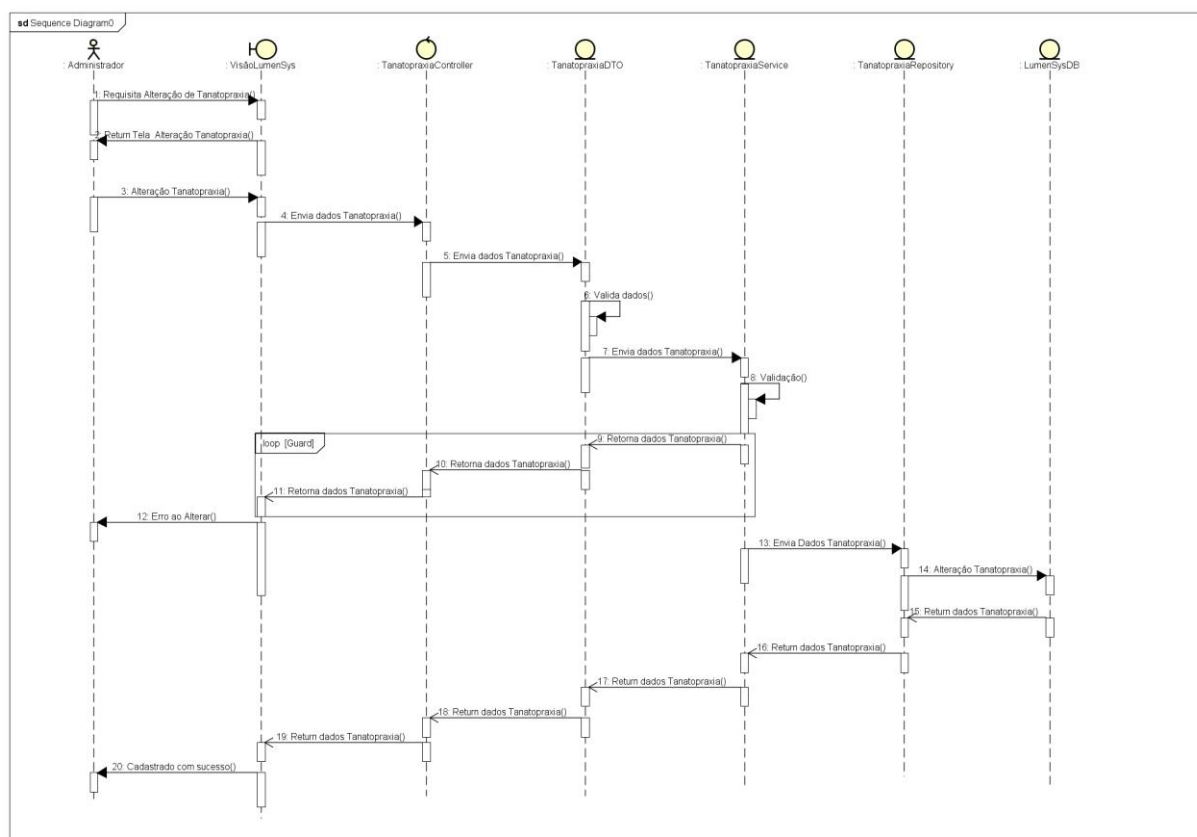 sd Sequence Diagram0
: Administrador
: VisãoLumenSys
: TanatopraxiaController
: TanatopraxiaDTO
: TanatopraxiaService
: TanatopraxiaRepository
: LumenSysDB
1: Requisita Alteração de Tanatopraxia()
2: Return Tela Alteração Tanatopraxia()
3: Alteração Tanatopraxia()
4: Envia dados Tanatopraxia()
5: Envia dados Tanatopraxia()
6: Valida dados()
7: Envia dados Tanatopraxia()
8: Validação()
loop [Guard]
9: Retorna dados Tanatopraxia()
10: Retorna dados Tanatopraxia()
11: Retorna dados Tanatopraxia()
12: Erro ao Alterar()
13: Envia Dados Tanatopraxia()
14: Alteração Tanatopraxia()
15: Return dados Tanatopraxia()
16: Return dados Tanatopraxia()
17: Return dados Tanatopraxia()
18: Return dados Tanatopraxia()
19: Return dados Tanatopraxia()
20: Cadastrado com sucesso()